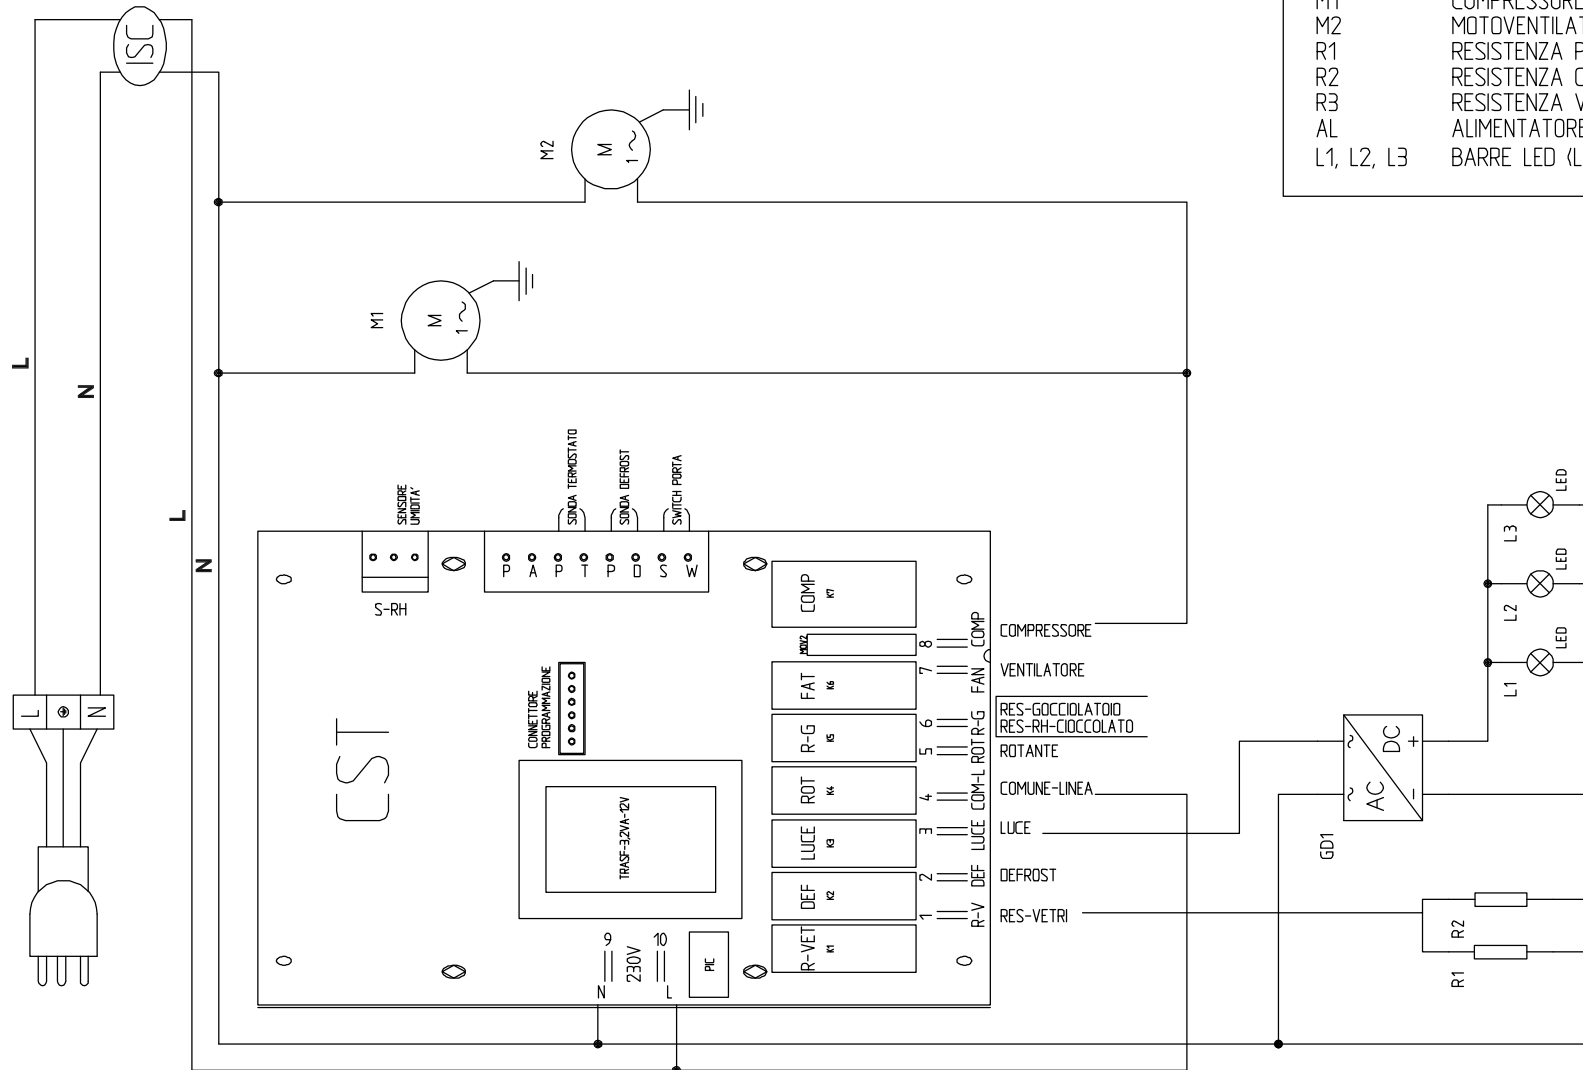 ISC
M1 COMPRESSORE
M2
R1 RESISTENZA
R2 RESISTENZA
R3 RESISTENZA
AL ALIMENTATORE
L1, L2, L3 BARRE LED
M2
M
1~
M1
M
1~
L
N
L
N
L
N
SENSORE
UMIDITA'
SONDA TERMOSTATO
SONDA DEFROST
SWITCH PORTA
S-RH
P A P T P D S W
CONNETTORE
PROGRAMMAZIONE
CST
TRASF-3,2VA-12V
COMP K7
MOV2
FAT K6
R-G K5
ROT K4
LUCE K3
DEF K2
R-VET K1
PIC
9
230V
10
N
L
8 COMP COMPRESSORE
7 FAN VENTILATORE
6 R-G RES-GOCCIOLATOIO
RES-RH-CIOCCOLATO
5 ROT ROTANTE
4 COM-L COMUNE-LINEA
3 LUCE LUCE
2 DEF DEFROST
1 R-V RES-VETRI
GD1
~ ~
AC DC
+ -
L3 LED
L2 LED
L1 LED
R2
R1